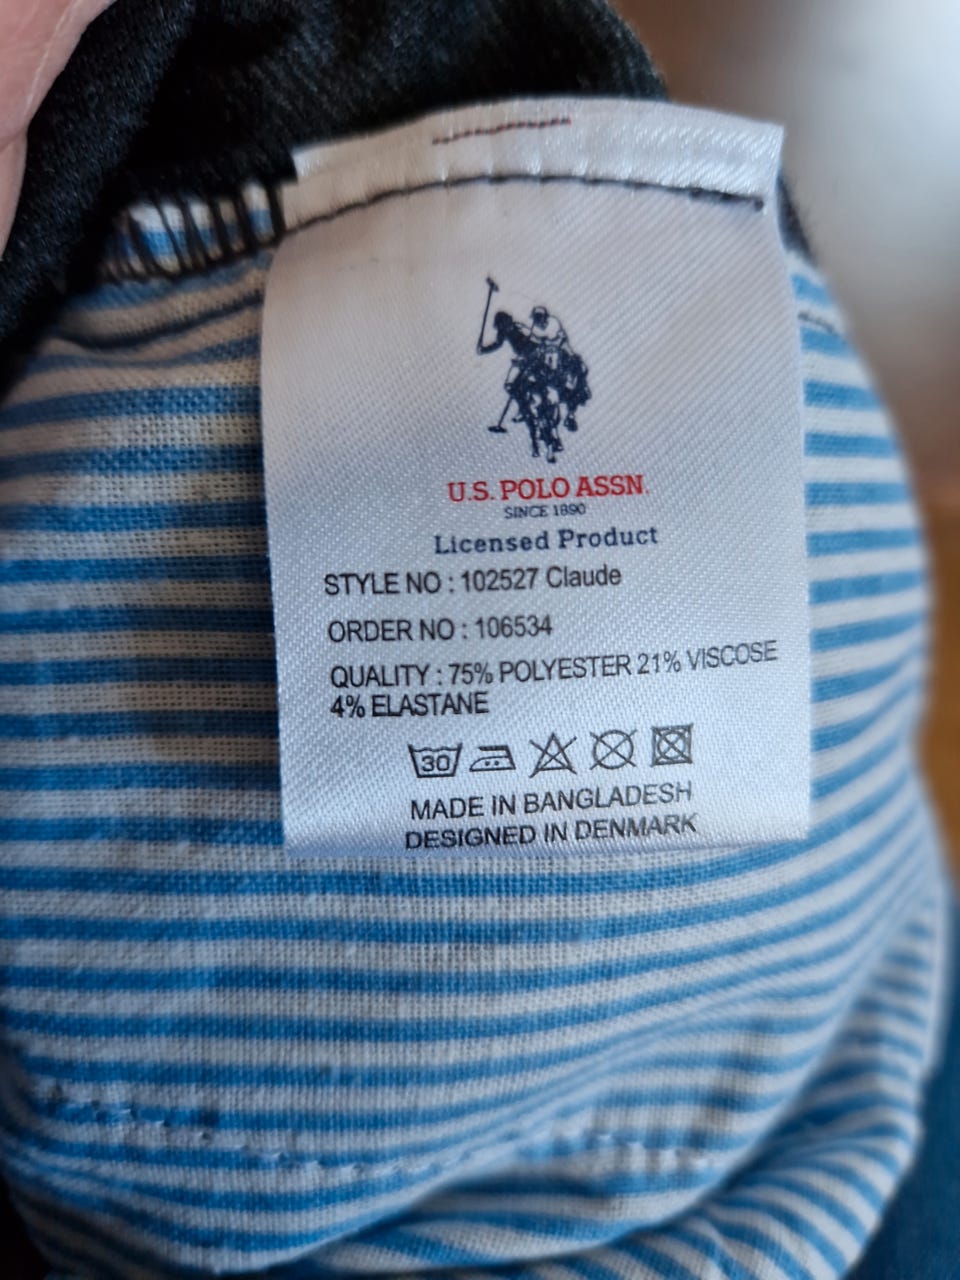 U.S. POLO ASSN.
SINCE 1890
Licensed Product
STYLE NO : 102527 Claude
ORDER NO : 106534
QUALITY : 75% POLYESTER 21% VISCOSE
4% ELASTANE
30
MADE IN BANGLADESH
DESIGNED IN DENMARK